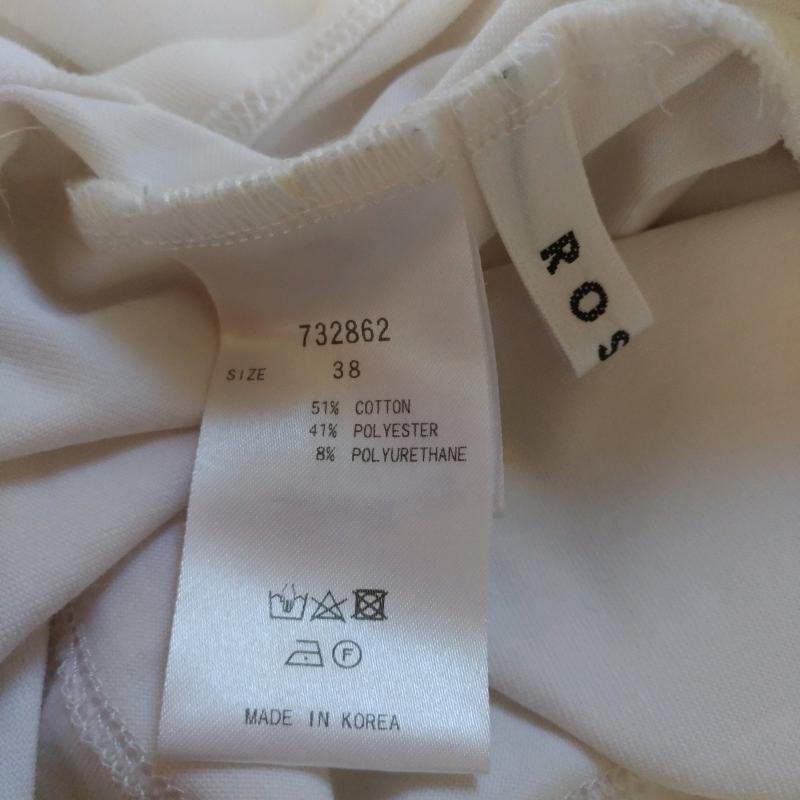 732862
SIZE 38
51% COTTON
41% POLYESTER
8% POLYURETHANE
F
MADE IN KOREA
ROS